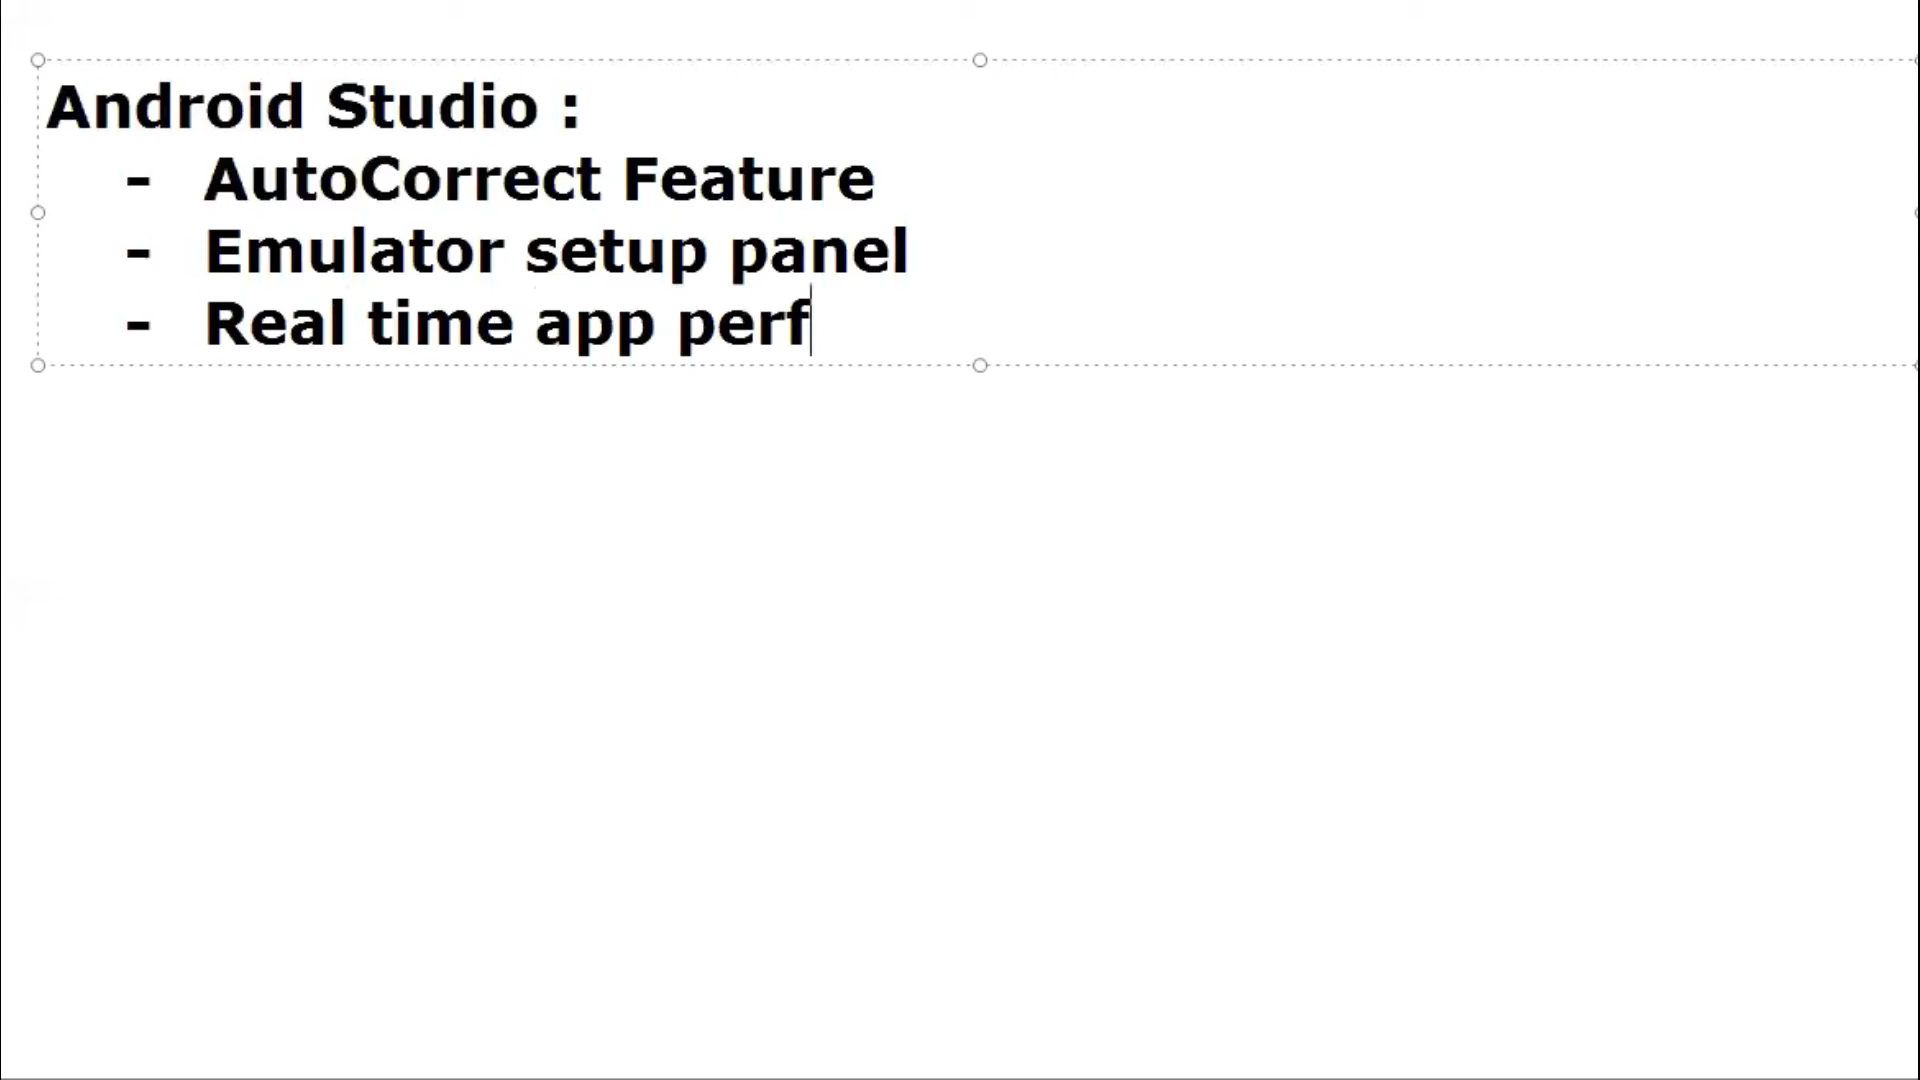 Android Studio :
- AutoCorrect Feature
- Emulator setup panel
- Real time app perf